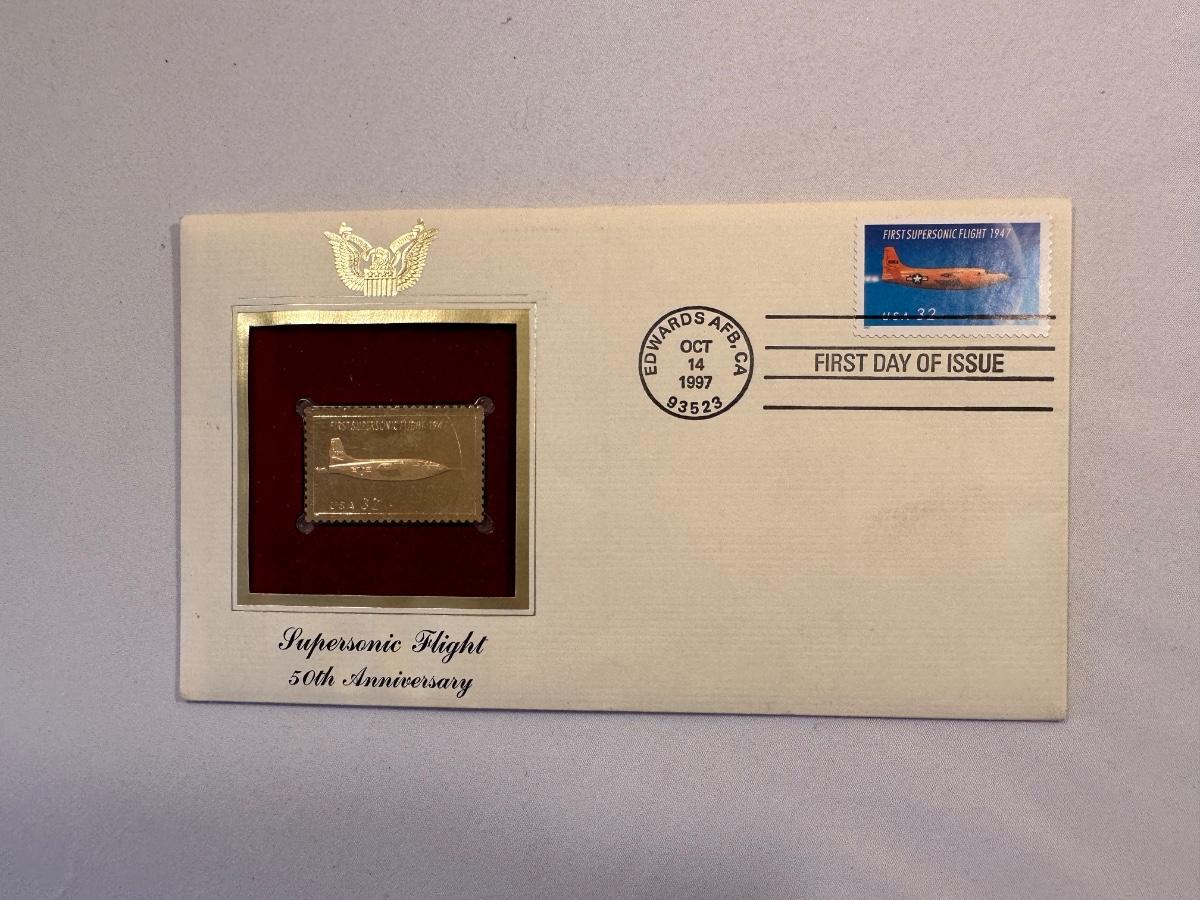 FIRST SUPERSONIC FLIGHT 1947
USA 32
EDWARDS AFB, CA
OCT
14
1997
93523
FIRST DAY OF ISSUE
FIRST SUPERSONIC FLIGHT 1947
USA 32
Supersonic Flight
50th Anniversary